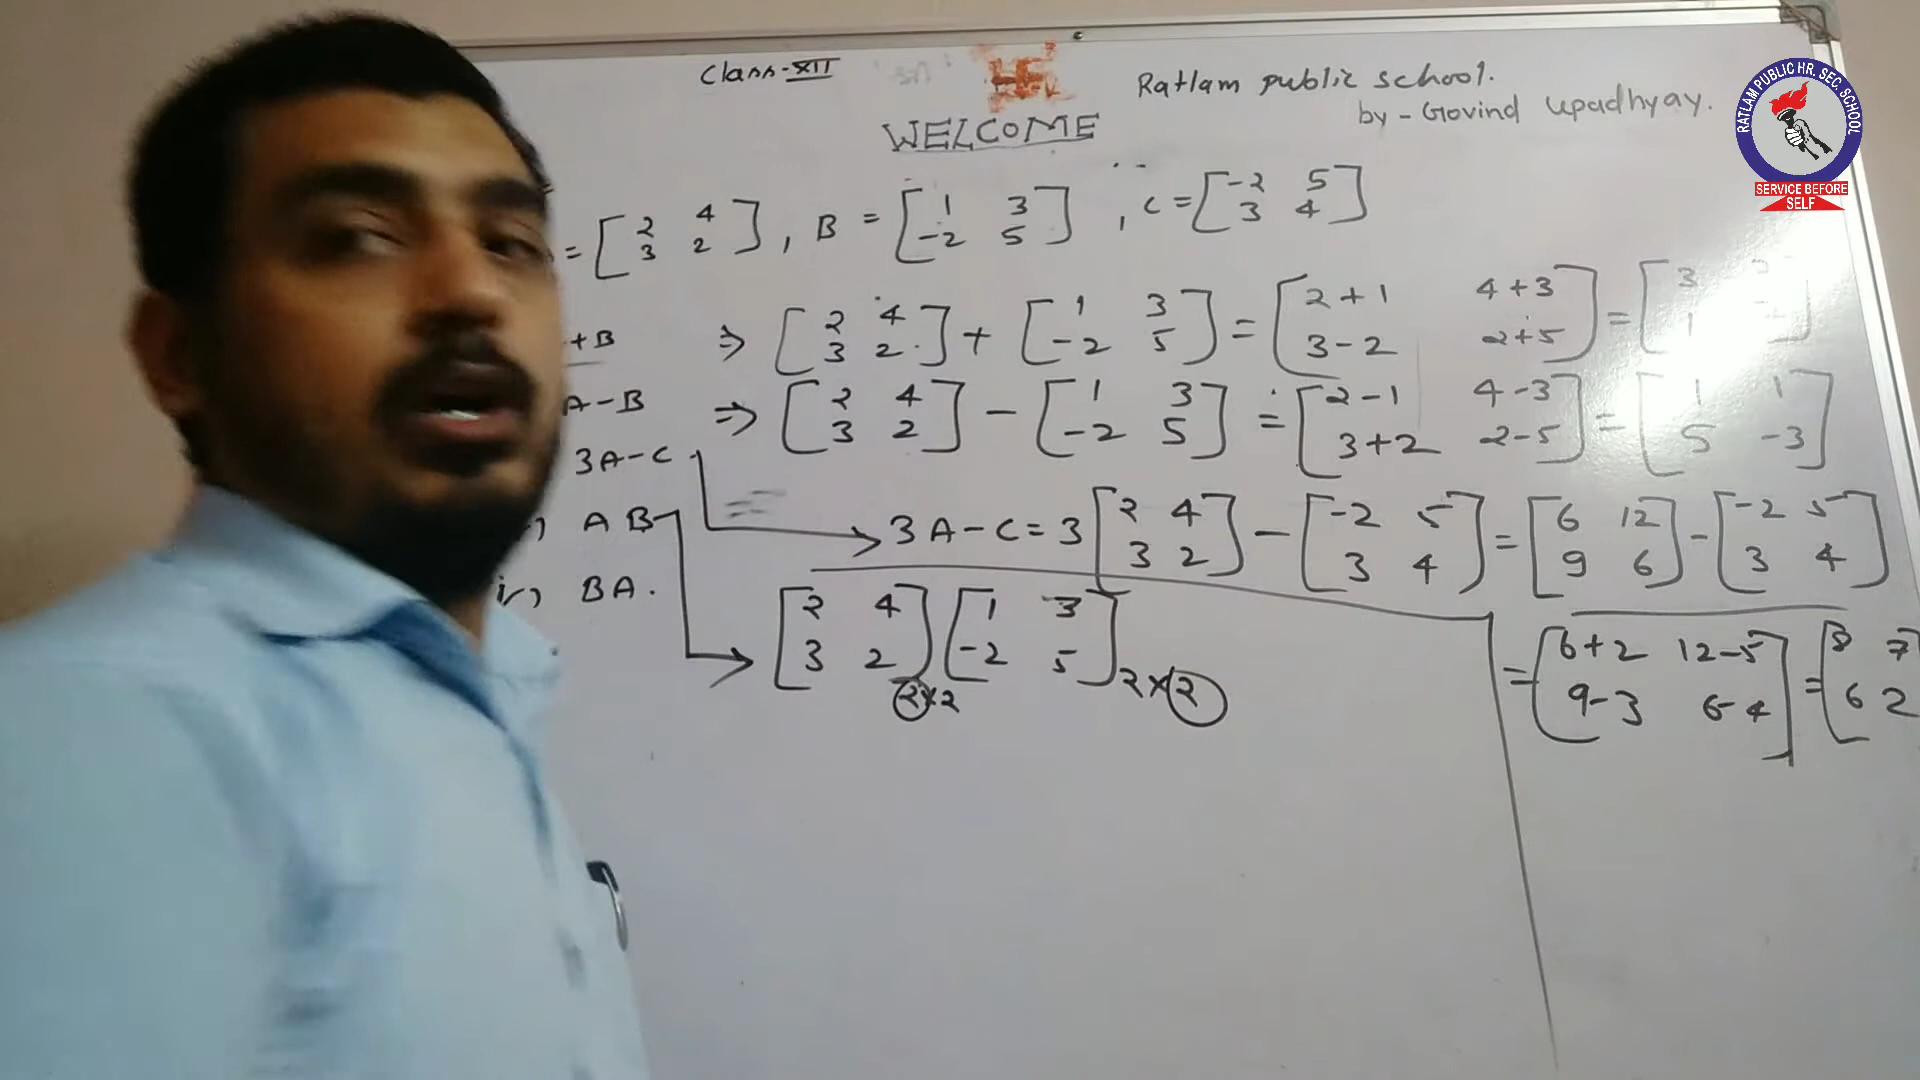 Class-XII
Ratlam public school.
by - Govind Upadhyay.
WELCOME
RATLAM PUBLIC HR. SEC. SCHOOL
SERVICE BEFORE
SELF
= [2 4 3 2], B = [1 3 -2 5], C = [-2 5 3 4]
+B ⇒ [2 4 3 2] + [1 3 -2 5] = [2+1 4+3 3-2 2+5] = [3 1
A-B ⇒ [2 4 3 2] - [1 3 -2 5] = [2-1 4-3 3+2 2-5] = [1 1 5 -3]
3A-C
3A-C = 3[2 4 3 2] - [-2 5 3 4] = [6 12 9 6] - [-2 5 3 4]
) AB
iv) BA.
[2 4 3 2] 2×2 [1 3 -2 5] 2×2
= [6+2 12-5 9-3 6-4] = [8 7 6 2